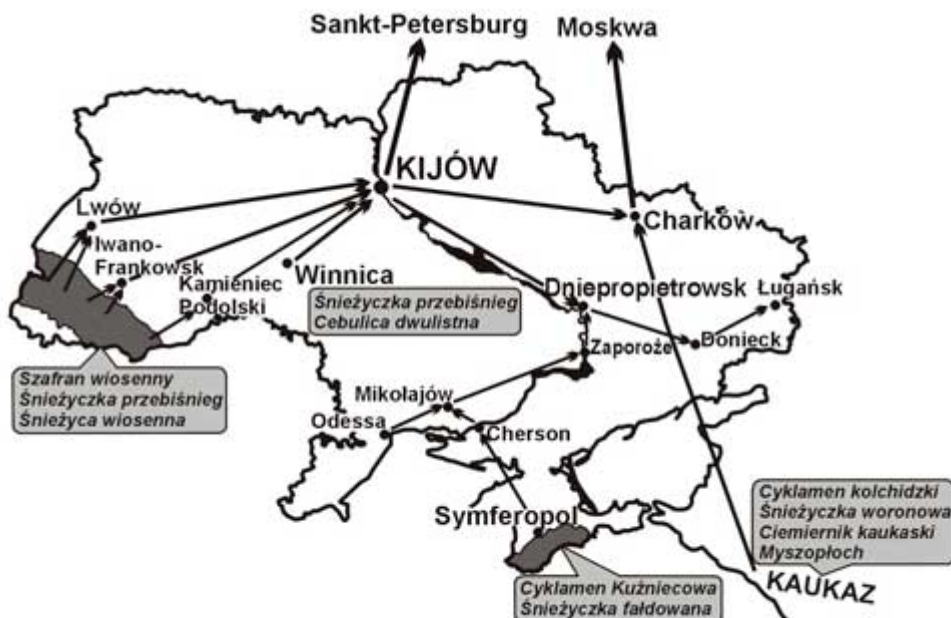 Sankt-Petersburg
Moskwa
KIJÓW
Lwów
Charków
Iwano-
Frankowsk
Winnica
Kamieniec
Podolski
Śnieżyczka przebiśnieg
Cebulica dwulistna
Dniepropietrowsk
Ługańsk
Zaporoże
Donieck
Szafran wiosenny
Śnieżyczka przebiśnieg
Śnieżyca wiosenna
Mikołajów
Odessa
Cherson
Symferopol
Cyklamen kolchidzki
Śnieżyczka woronowa
Ciemiernik kaukaski
Myszopłoch
KAUKAZ
Cyklamen Kuźniecowa
Śnieżyczka fałdowana